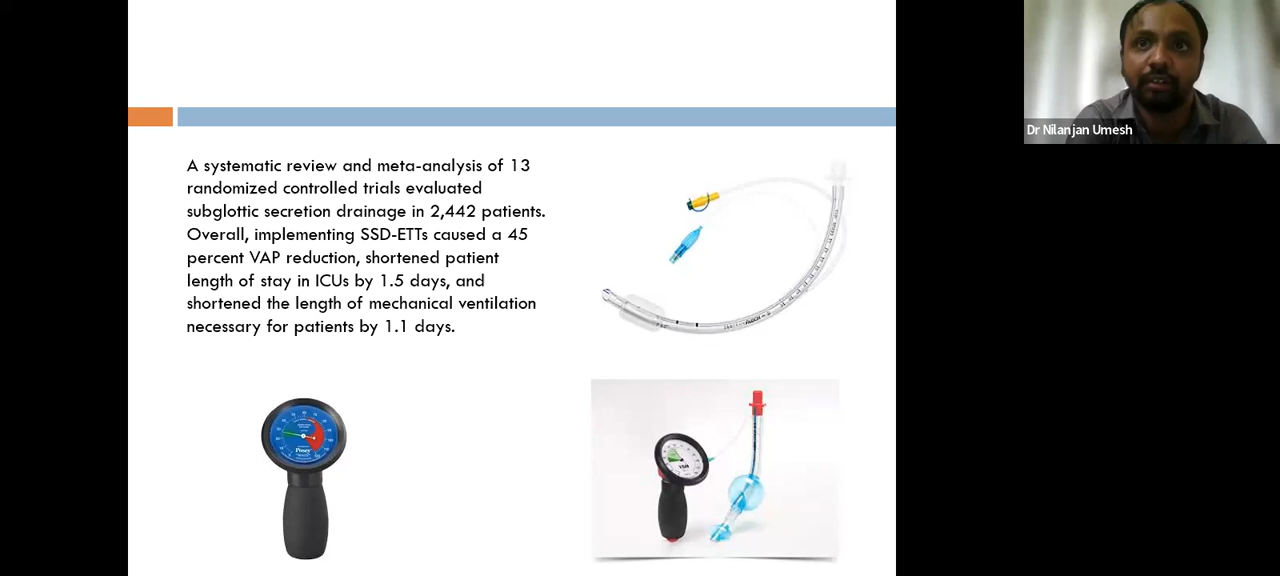 A systematic review and meta-analysis of 13
randomized controlled trials evaluated
subglottic secretion drainage in 2,442 patients.
Overall, implementing SSD-ETTs caused a 45
percent VAP reduction, shortened patient
length of stay in ICUs by 1.5 days, and
shortened the length of mechanical ventilation
necessary for patients by 1.1 days.
Dr Nilanjan Umesh
Posey